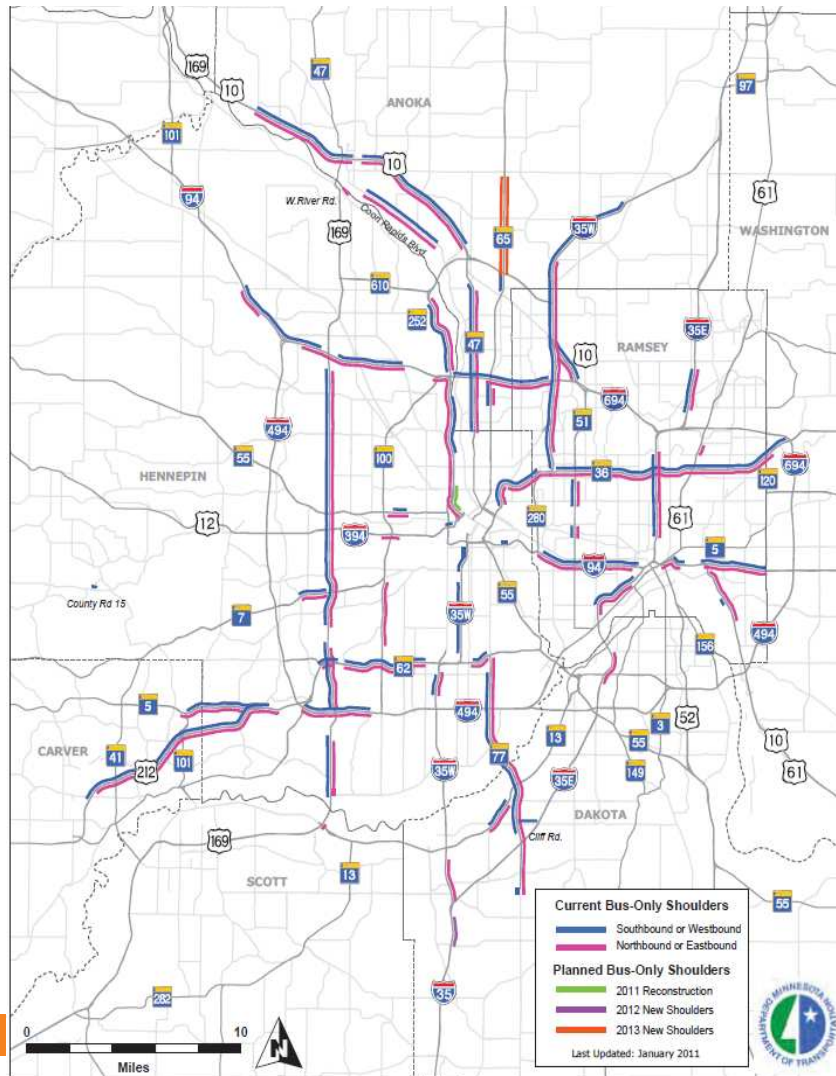 169
47
10
97
ANOKA
101
10
61
94
W.River Rd.
Coon Rapids Blvd.
169
65
35W
WASHINGTON
610
252
47
10
35E
RAMSEY
694
494
51
55
100
36
694
HENNEPIN
120
12
394
280
61
5
94
County Rd 15
7
35W
55
494
156
62
5
494
52
3
CARVER
41
101
212
77
13
55
10
35W
35E
149
61
DAKOTA
169
Cliff Rd.
13
SCOTT
55
282
35
Current Bus-Only Shoulders
Southbound or Westbound
Northbound or Eastbound
Planned Bus-Only Shoulders
2011 Reconstruction
2012 New Shoulders
2013 New Shoulders
Last Updated: January 2011
0 10
Miles
N
MINNESOTA DEPARTMENT OF TRANSPORTATION